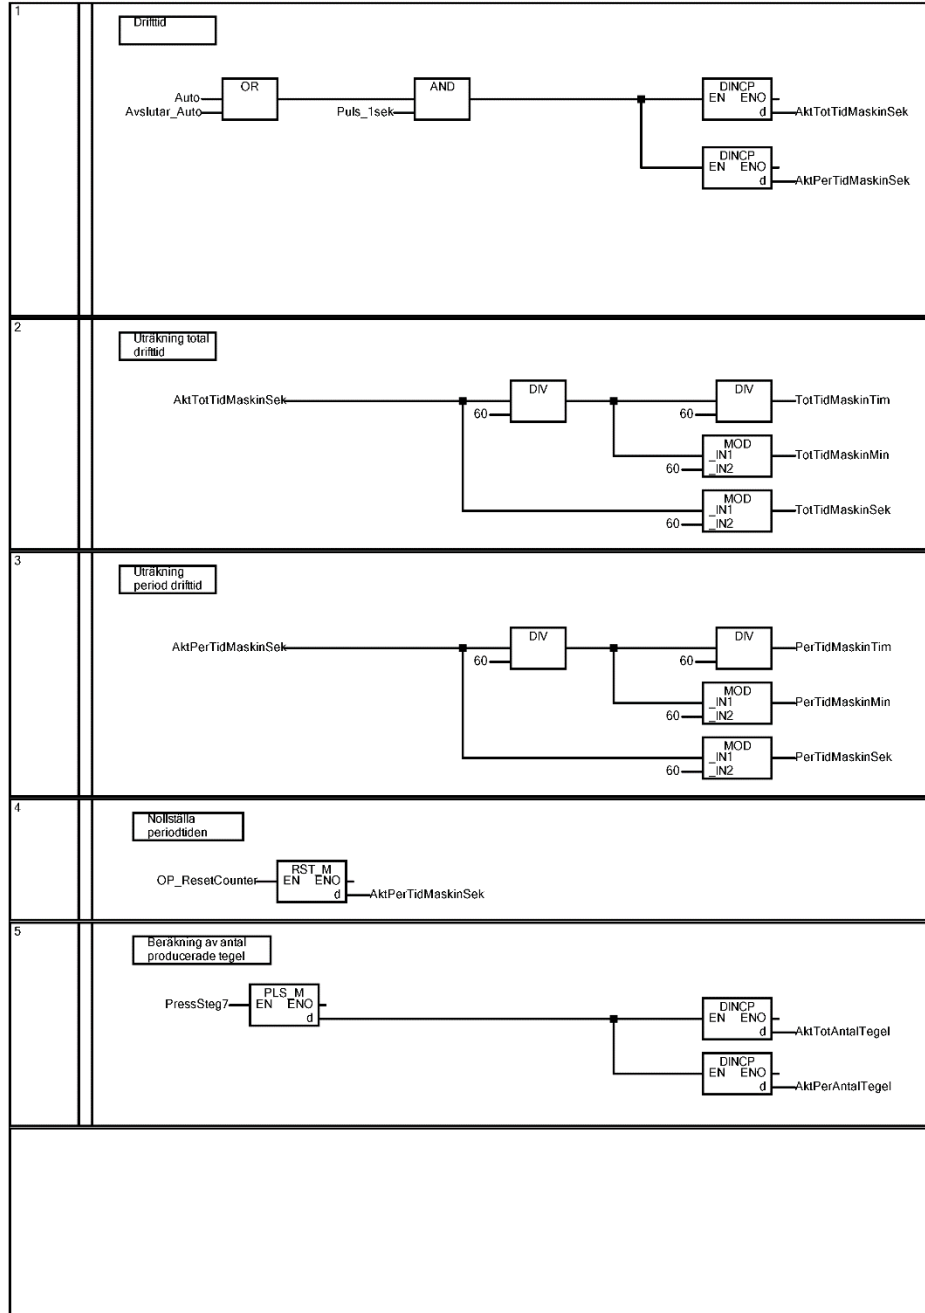 1
Drifttid
OR
AND
DINCP
Auto
EN ENO
Avslutar_Auto
Puls_1sek
d
AktTotTidMaskinSek
DINCP
EN ENO
d
AktPerTidMaskinSek
2
Uträkning total
drifttid
DIV
DIV
AktTotTidMaskinSek
TotTidMaskinTim
60
60
MOD
_IN1
TotTidMaskinMin
60
_IN2
MOD
_IN1
TotTidMaskinSek
60
_IN2
3
Uträkning
period drifttid
DIV
DIV
AktPerTidMaskinSek
PerTidMaskinTim
60
60
MOD
_IN1
PerTidMaskinMin
60
_IN2
MOD
_IN1
PerTidMaskinSek
60
_IN2
4
Nollställa
periodtiden
RST_M
OP_ResetCounter
EN ENO
d
AktPerTidMaskinSek
5
Beräkning av antal
producerade tegel
PLS_M
PressSteg7
EN ENO
d
DINCP
EN ENO
d
AktTotAntalTegel
DINCP
EN ENO
d
AktPerAntalTegel